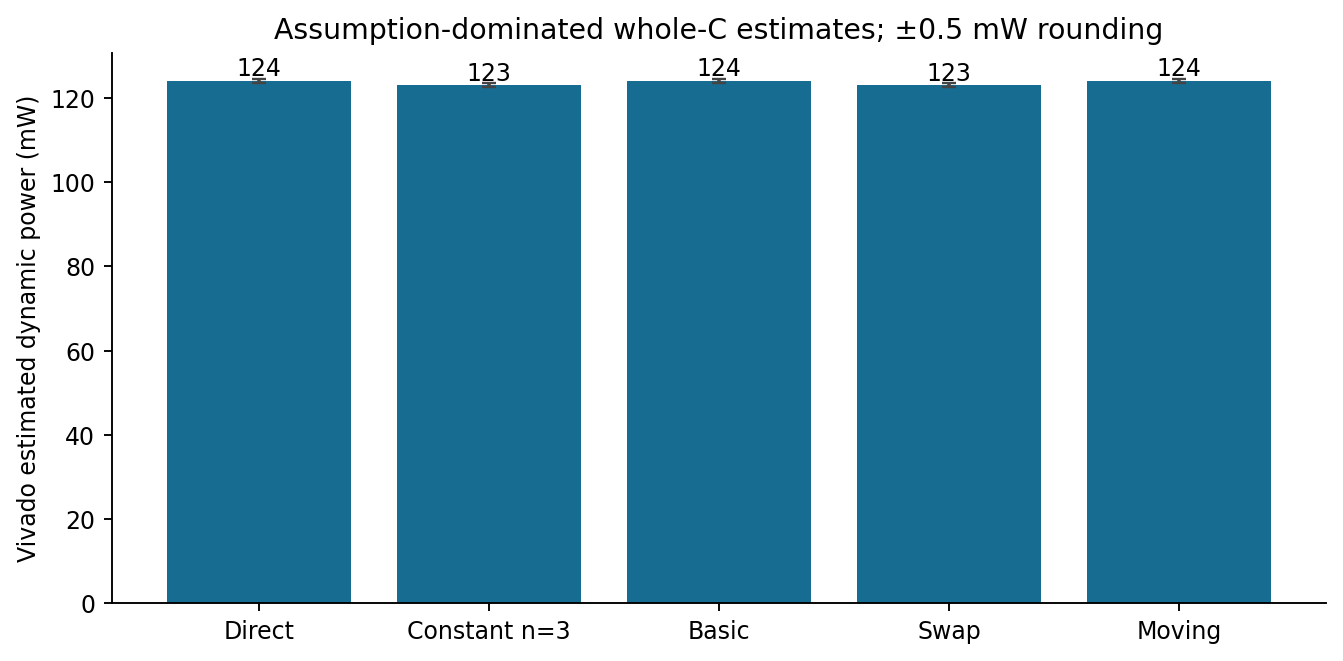 Assumption-dominated whole-C estimates; ±0.5 mW rounding
Vivado estimated dynamic power (mW)
120
100
80
60
40
20
0
124
123
124
123
124
Direct
Constant n=3
Basic
Swap
Moving